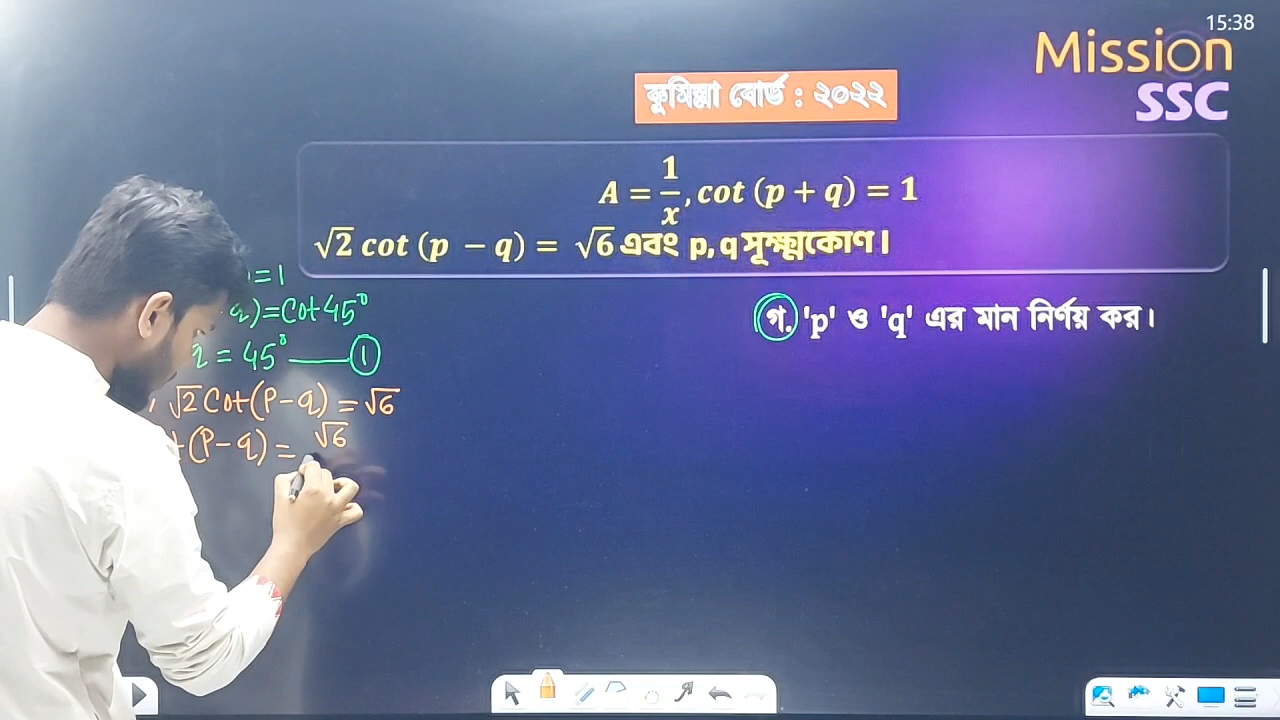 15:38
Mission
SSC
কুমিল্লা বোর্ড : ২০২২
A = 1/x, cot (p + q) = 1
√2 cot (p − q) = √6 এবং p, q সূক্ষ্মকোণ।
গ. 'p' ও 'q' এর মান নির্ণয় কর।
= 1
q) = Cot 45°
q = 45° —— ①
√2 Cot (P − q) = √6
t (P − q) = √6